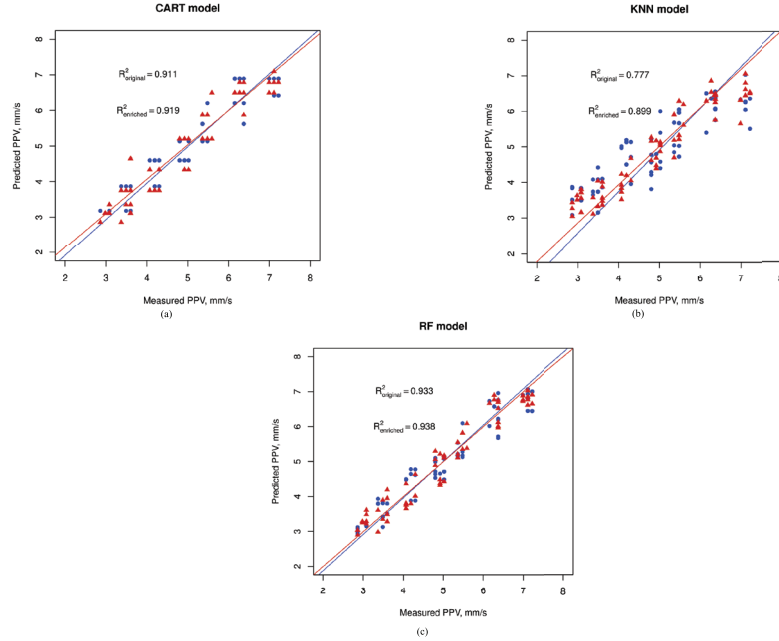 CART model
R²original = 0.911
R²enriched = 0.919
Predicted PPV, mm/s
8
7
6
5
4
3
2
2 3 4 5 6 7 8
Measured PPV, mm/s
(a)
KNN model
R²original = 0.777
R²enriched = 0.899
Predicted PPV, mm/s
8
7
6
5
4
3
2
2 3 4 5 6 7 8
Measured PPV, mm/s
(b)
RF model
R²original = 0.933
R²enriched = 0.938
Predicted PPV, mm/s
8
7
6
5
4
3
2
2 3 4 5 6 7 8
Measured PPV, mm/s
(c)